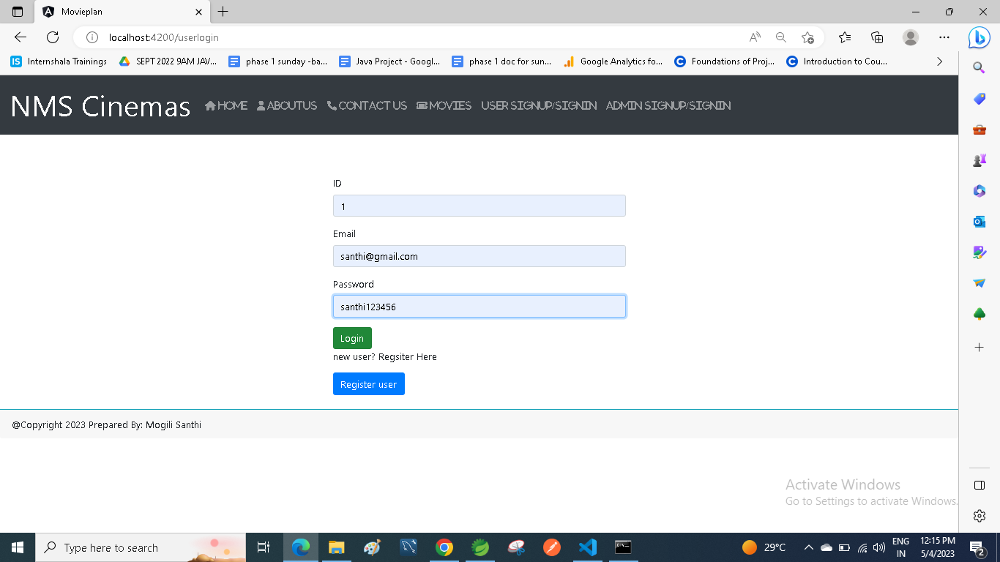 Movieplan
localhost:4200/userlogin
Internshala Trainings SEPT 2022 9AM JAV... phase 1 sunday -ba... Java Project - Googl... phase 1 doc for sun... Google Analytics fo... Foundations of Proj... Introduction to Cou...
NMS Cinemas HOME ABOUTUS CONTACT US MOVIES USER SIGNUP/SIGNIN ADMIN SIGNUP/SIGNIN
ID
1
Email
santhi@gmail.com
Password
santhi123456
Login
new user? Regsiter Here
Register user
@Copyright 2023 Prepared By: Mogili Santhi
Activate Windows
Go to Settings to activate Windows.
Type here to search
29°C
ENG
IN
12:15 PM
5/4/2023
2